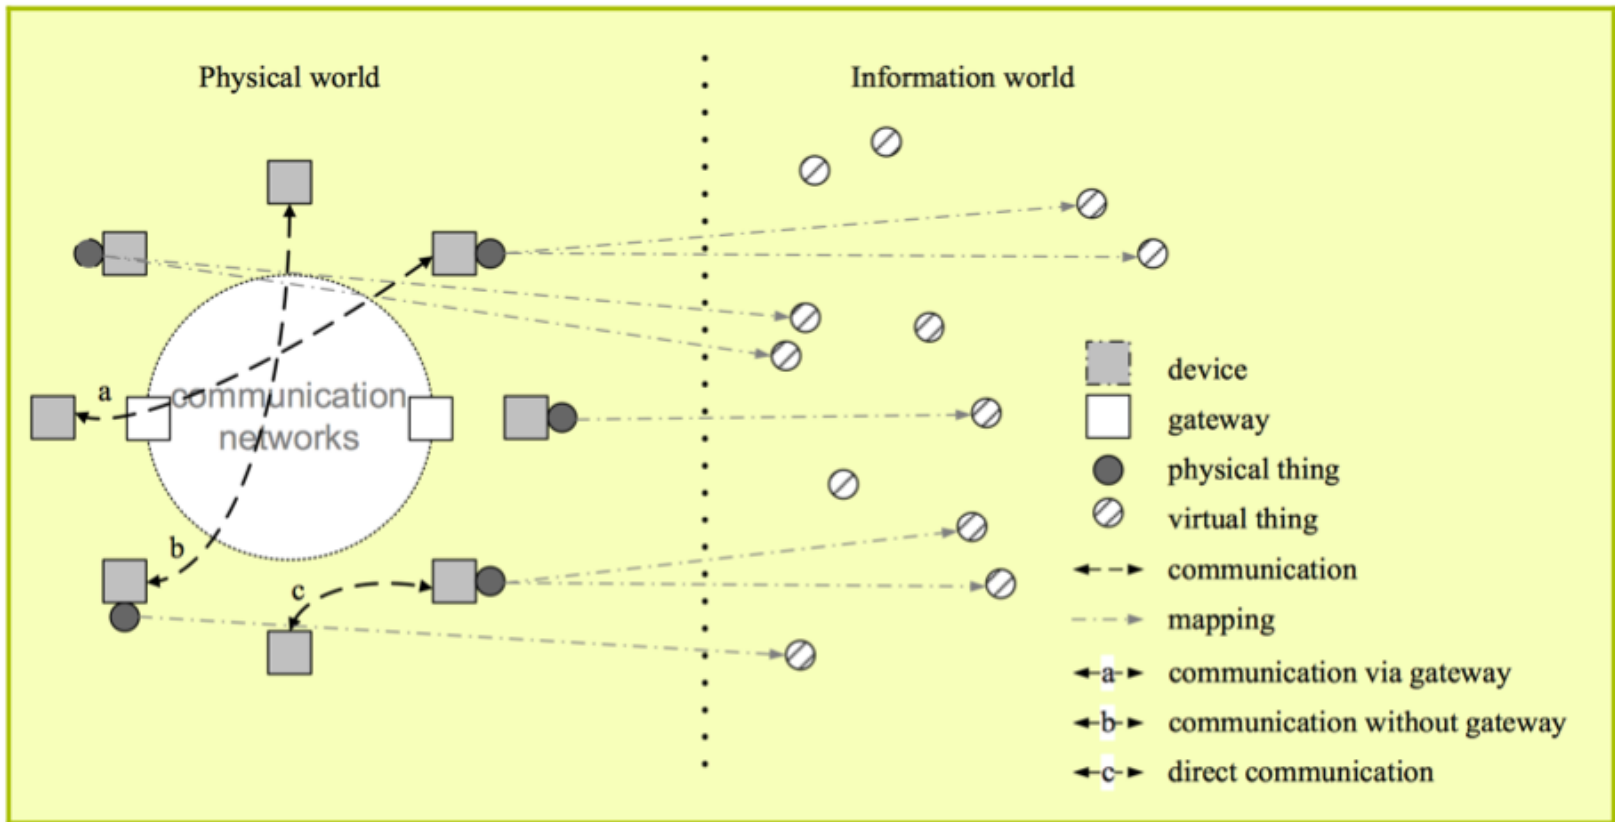 Physical world
Information world
a
communication
networks
b
c
device
gateway
physical thing
virtual thing
communication
mapping
a communication via gateway
b communication without gateway
c direct communication